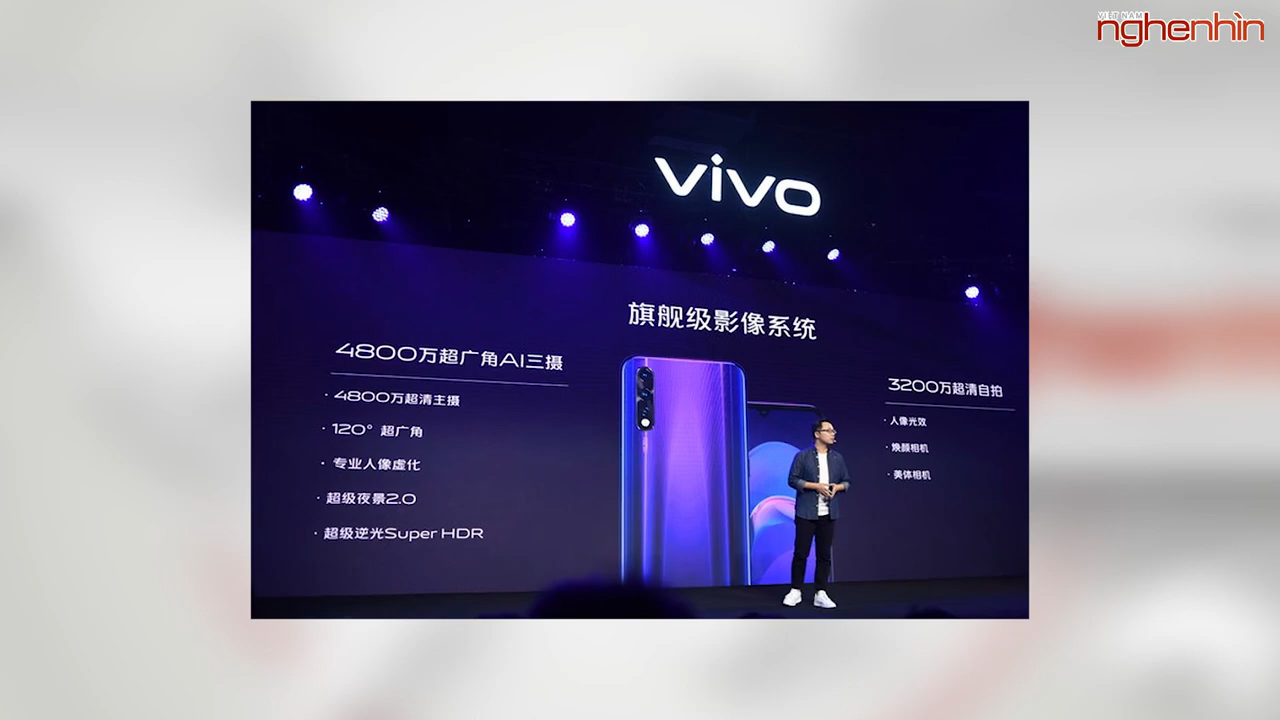 VIỆT NAM
nghenhìn
vivo
旗舰级影像系统
4800万超广角AI三摄
· 4800万超清主摄
· 120° 超广角
· 专业人像虚化
· 超级夜景2.0
· 超级逆光Super HDR
3200万超清自拍
· 人像光效
· 焕颜相机
· 美体相机